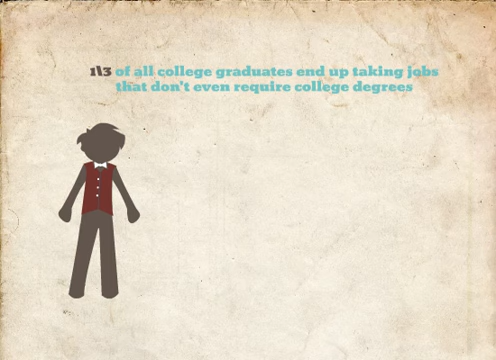 1\3 of all college graduates end up taking jobs
that don't even require college degrees